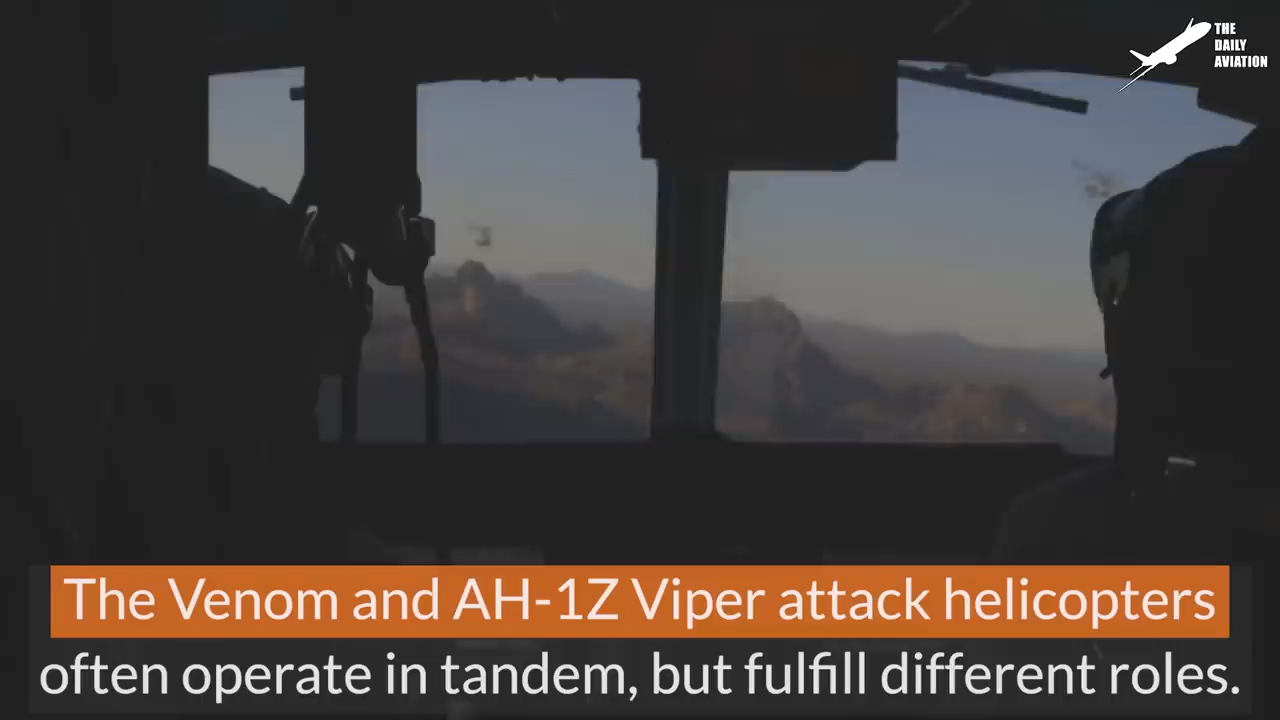 THE
DAILY
AVIATION
The Venom and AH-1Z Viper attack helicopters
often operate in tandem, but fulfill different roles.